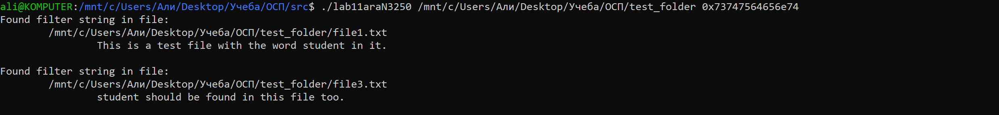 ali@KOMPUTER:/mnt/c/Users/Али/Desktop/Учеба/ОСП/src$ ./lab11araN3250 /mnt/c/Users/Али/Desktop/Учеба/ОСП/test_folder 0x73747564656e74
Found filter string in file:
        /mnt/c/Users/Али/Desktop/Учеба/ОСП/test_folder/file1.txt
                This is a test file with the word student in it.

Found filter string in file:
        /mnt/c/Users/Али/Desktop/Учеба/ОСП/test_folder/file3.txt
                student should be found in this file too.